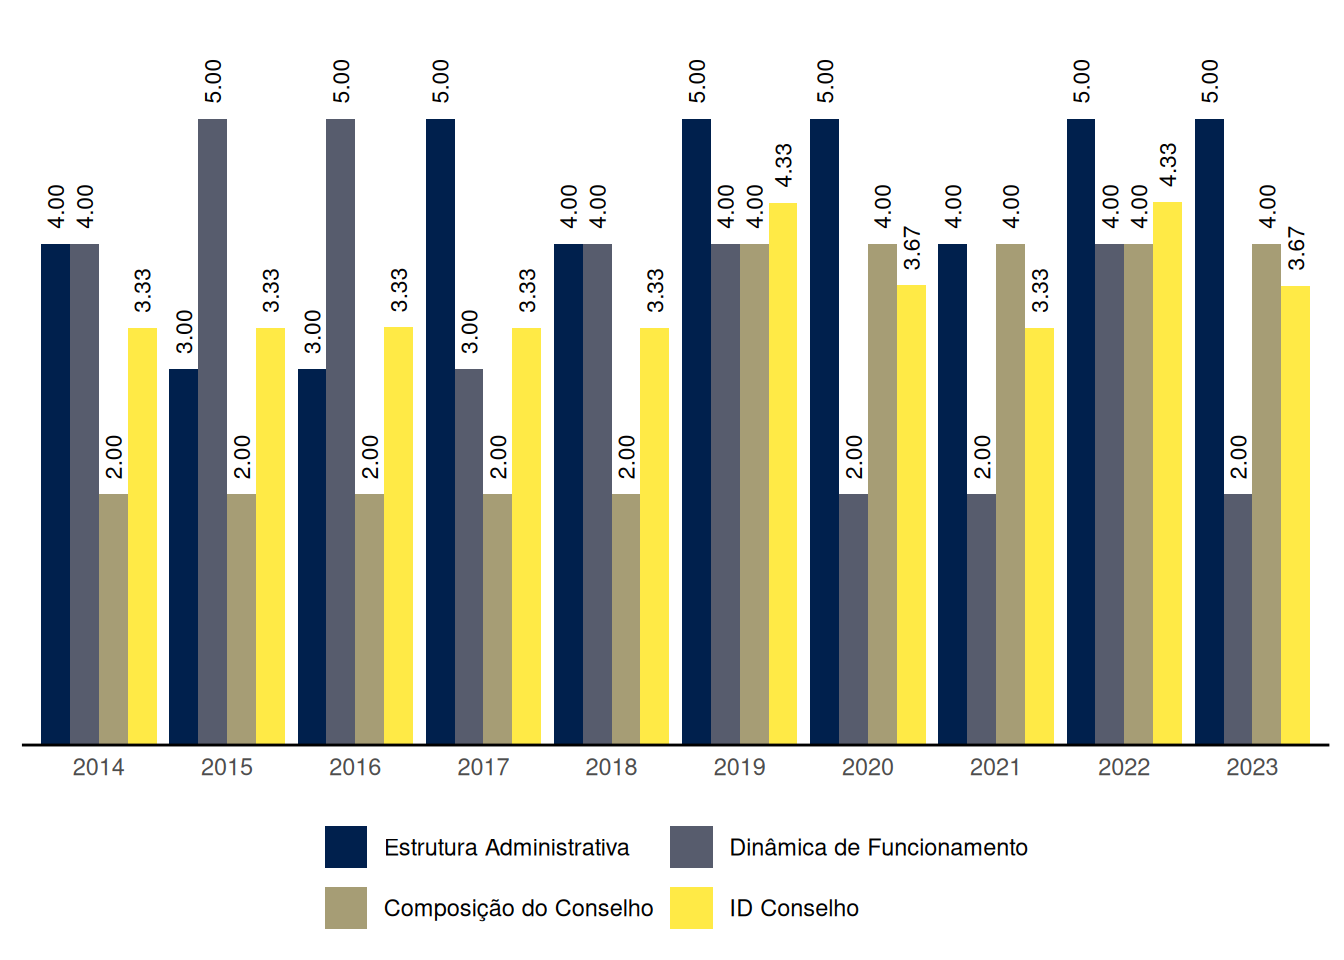 4.00 4.00 2.00 3.33 3.00 5.00 2.00 3.33 3.00 5.00 2.00 3.33 5.00 3.00 2.00 3.33 4.00 4.00 2.00 3.33 5.00 4.00 4.00 4.33 5.00 2.00 4.00 3.67 4.00 2.00 4.00 3.33 5.00 4.00 4.00 4.33 5.00 2.00 4.00 3.67
2014 2015 2016 2017 2018 2019 2020 2021 2022 2023
Estrutura Administrativa Dinâmica de Funcionamento
Composição do Conselho ID Conselho